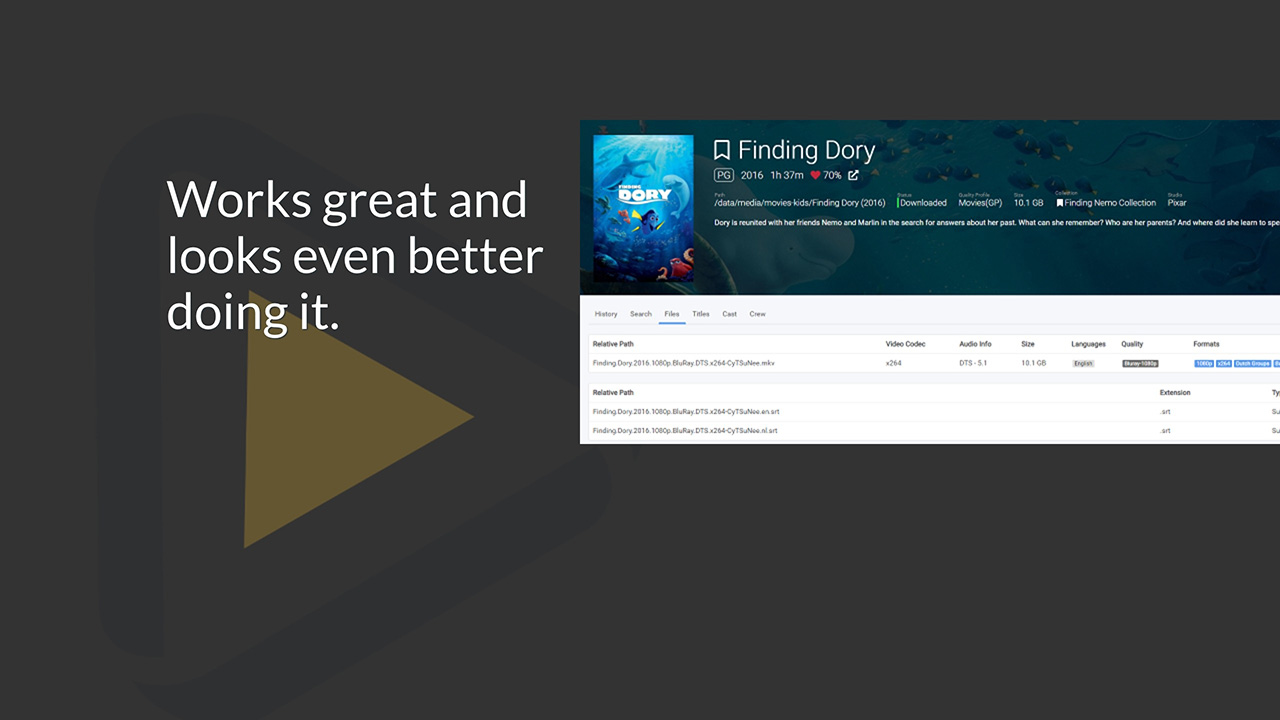 Works great and
looks even better
doing it.
FINDING
DORY
Finding Dory
PG 2016 1h 37m 70%
Path Status Quality Profile Size Collection Studio
/data/media/movies-kids/Finding Dory (2016) Downloaded Movies(GP) 10.1 GB Finding Nemo Collection Pixar
Dory is reunited with her friends Nemo and Marlin in the search for answers about her past. What can she remember? Who are her parents? And where did she learn to spe
History Search Files Titles Cast Crew
Relative Path Video Codec Audio Info Size Languages Quality Formats
Finding.Dory.2016.1080p.BluRay.DTS.x264-CyTSuNee.mkv x264 DTS - 5.1 10.1 GB English Bluray-1080p 1080p x264 Dutch Groups
Relative Path Extension Ty
Finding.Dory.2016.1080p.BluRay.DTS.x264-CyTSuNee.en.srt .srt Su
Finding.Dory.2016.1080p.BluRay.DTS.x264-CyTSuNee.nl.srt .srt Su